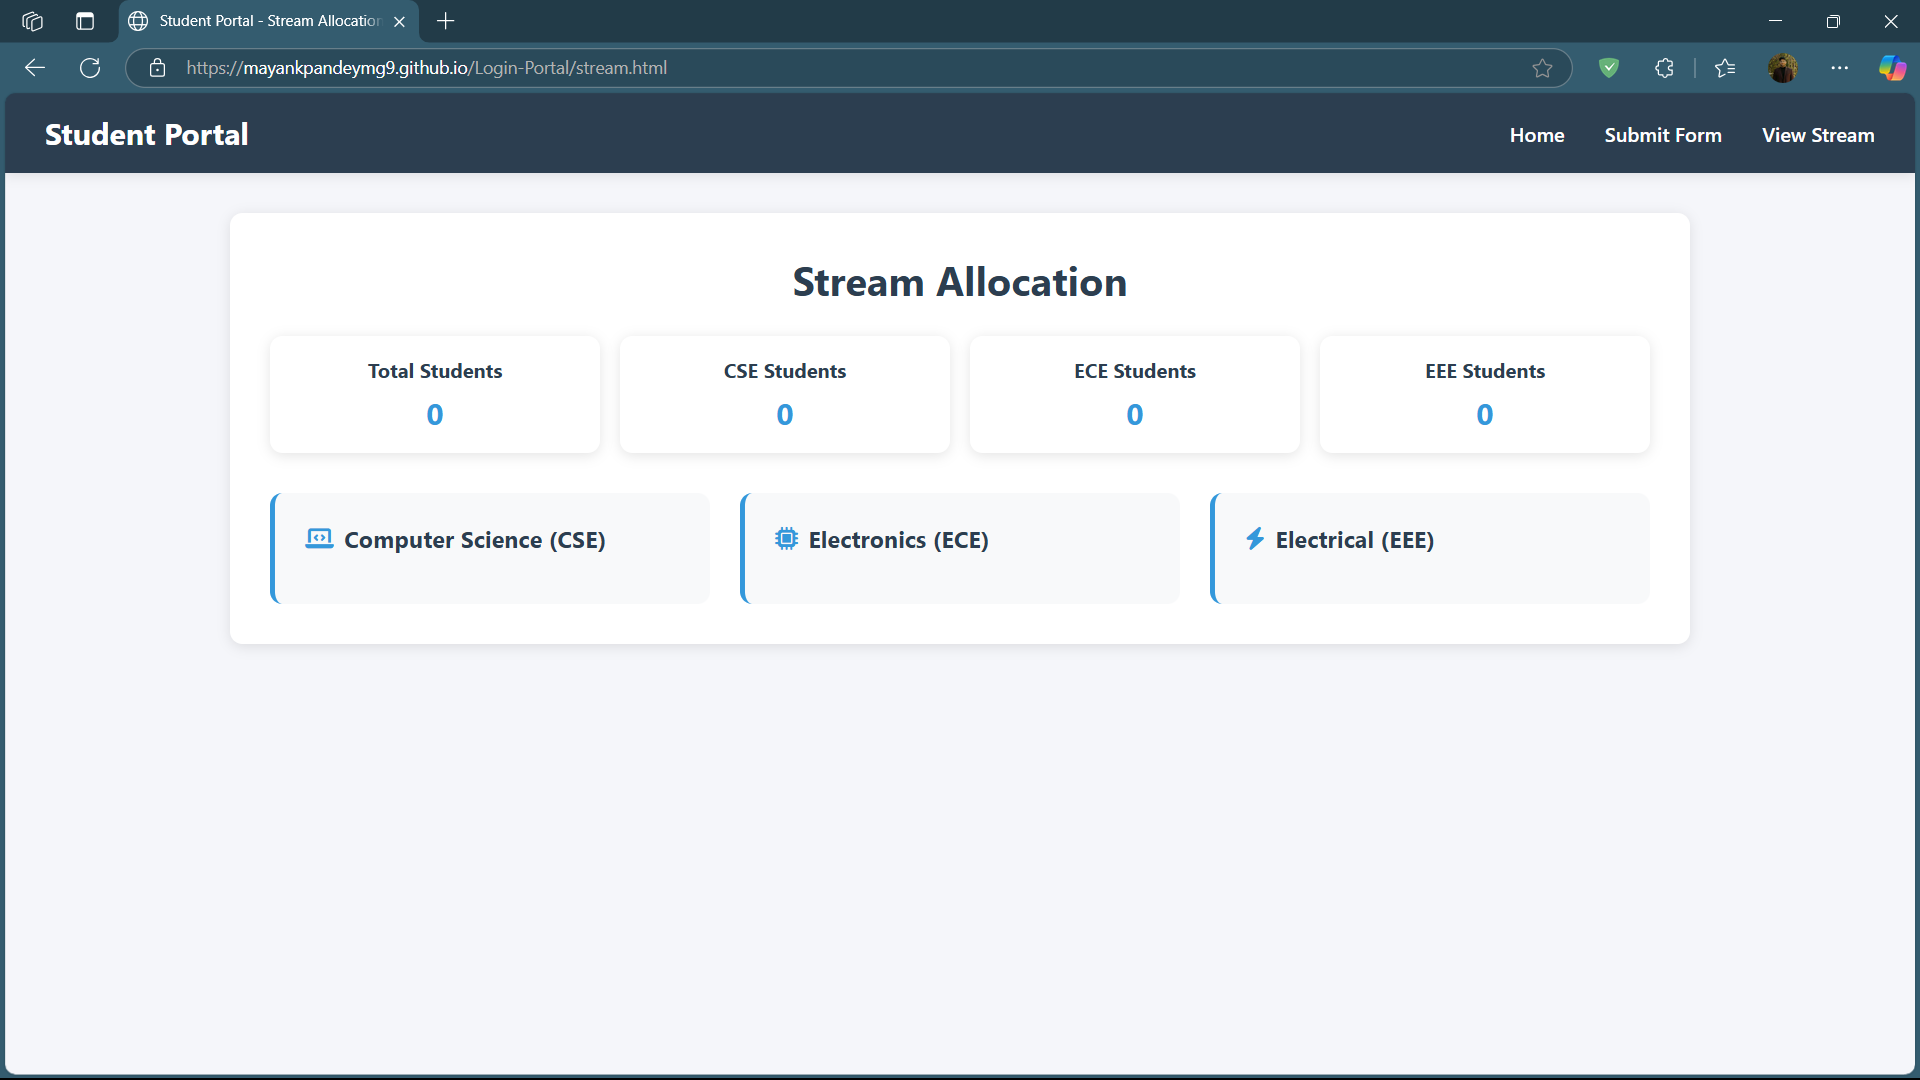 Student Portal - Stream Allocation
https://mayankpandeymg9.github.io/Login-Portal/stream.html
Student Portal
Home
Submit Form
View Stream
Stream Allocation
Total Students
0
CSE Students
0
ECE Students
0
EEE Students
0
Computer Science (CSE)
Electronics (ECE)
Electrical (EEE)